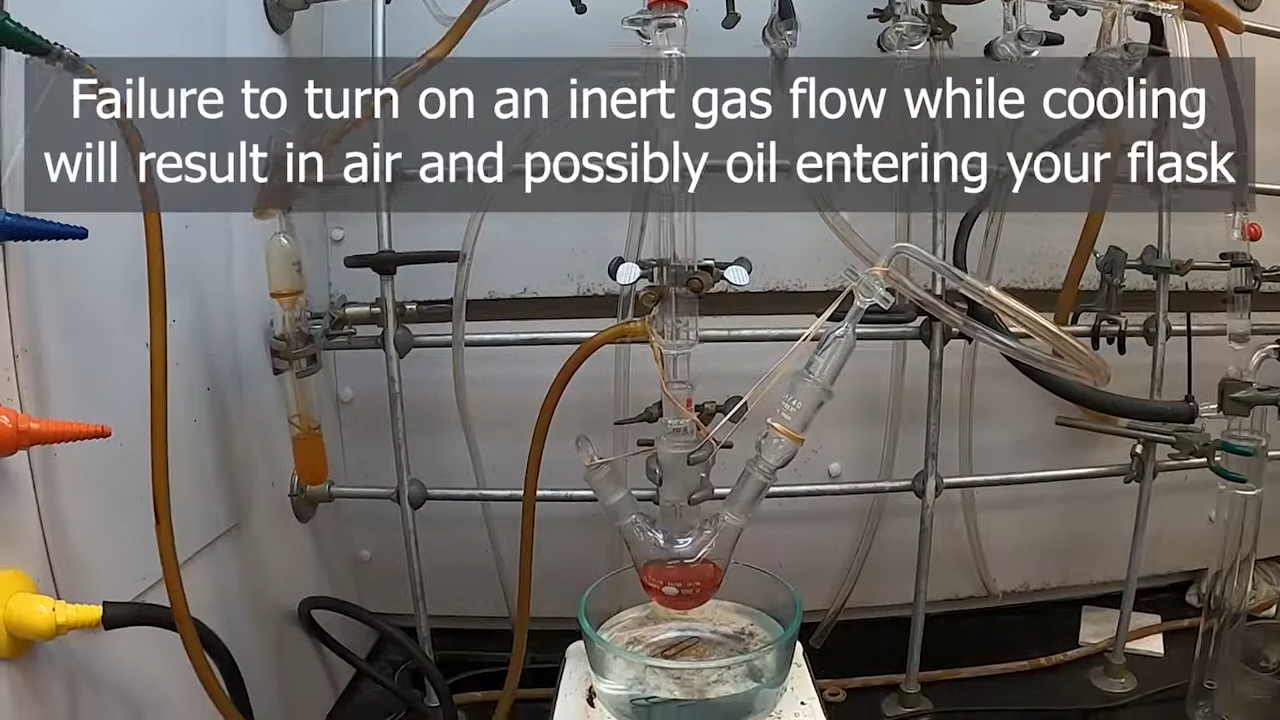 Failure to turn on an inert gas flow while cooling
will result in air and possibly oil entering your flask